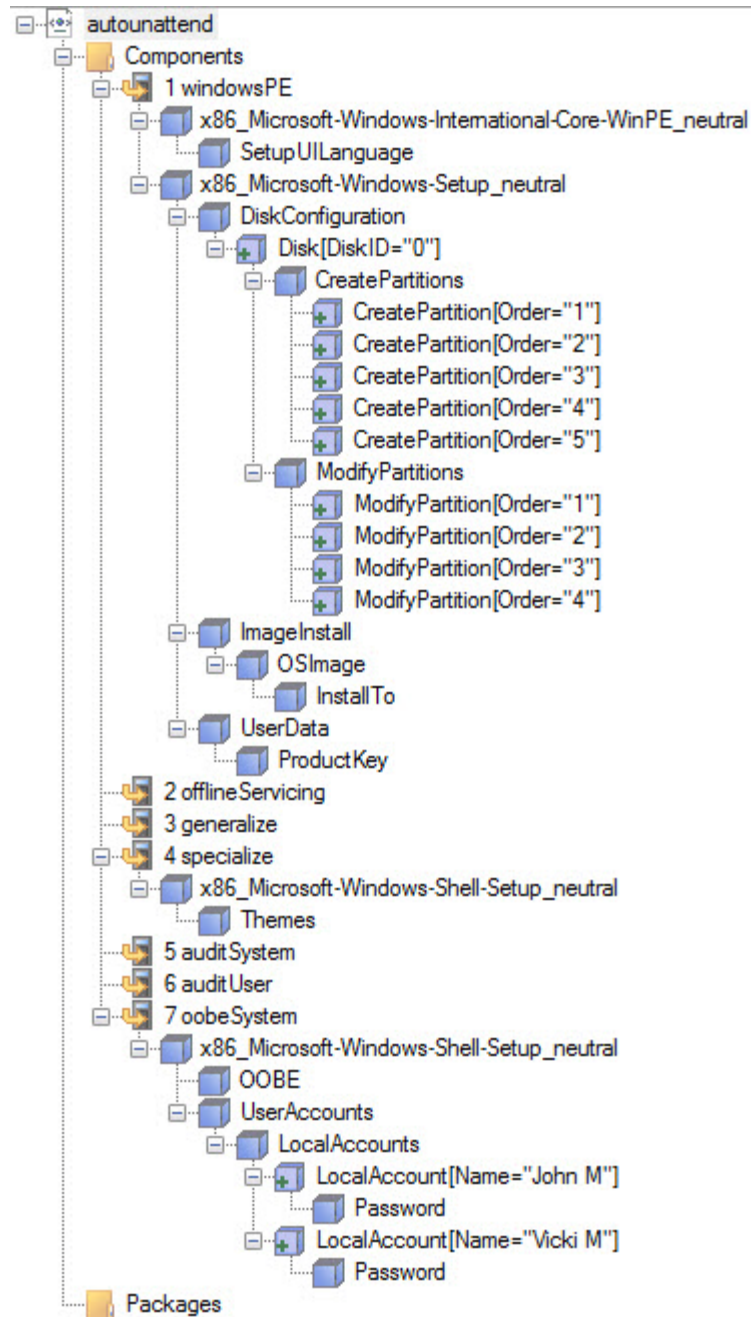 autounattend
Components
1 windowsPE
x86_Microsoft-Windows-International-Core-WinPE_neutral
SetupUILanguage
x86_Microsoft-Windows-Setup_neutral
DiskConfiguration
Disk[DiskID="0"]
CreatePartitions
CreatePartition[Order="1"]
CreatePartition[Order="2"]
CreatePartition[Order="3"]
CreatePartition[Order="4"]
CreatePartition[Order="5"]
ModifyPartitions
ModifyPartition[Order="1"]
ModifyPartition[Order="2"]
ModifyPartition[Order="3"]
ModifyPartition[Order="4"]
ImageInstall
OSImage
InstallTo
UserData
ProductKey
2 offlineServicing
3 generalize
4 specialize
x86_Microsoft-Windows-Shell-Setup_neutral
Themes
5 auditSystem
6 auditUser
7 oobeSystem
x86_Microsoft-Windows-Shell-Setup_neutral
OOBE
UserAccounts
LocalAccounts
LocalAccount[Name="John M"]
Password
LocalAccount[Name="Vicki M"]
Password
Packages